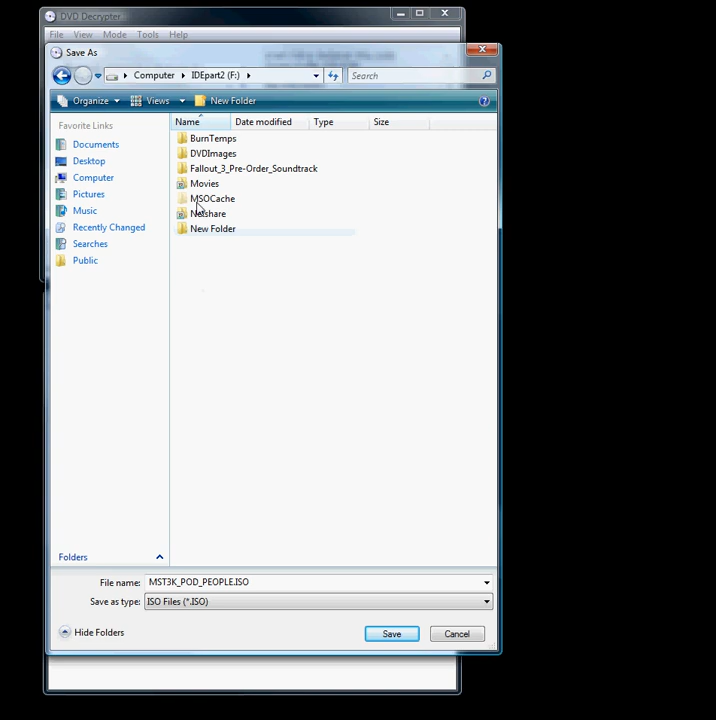 DVD Decrypter
File View Mode Tools Help
Save As
Computer IDEpart2 (F:) Search
Organize Views New Folder
Favorite Links
Documents
Desktop
Computer
Pictures
Music
Recently Changed
Searches
Public
Folders
Name Date modified Type Size
BurnTemps
DVDImages
Fallout_3_Pre-Order_Soundtrack
Movies
MSOCache
Netshare
New Folder
File name: MST3K_POD_PEOPLE.ISO
Save as type: ISO Files (*.ISO)
Hide Folders Save Cancel